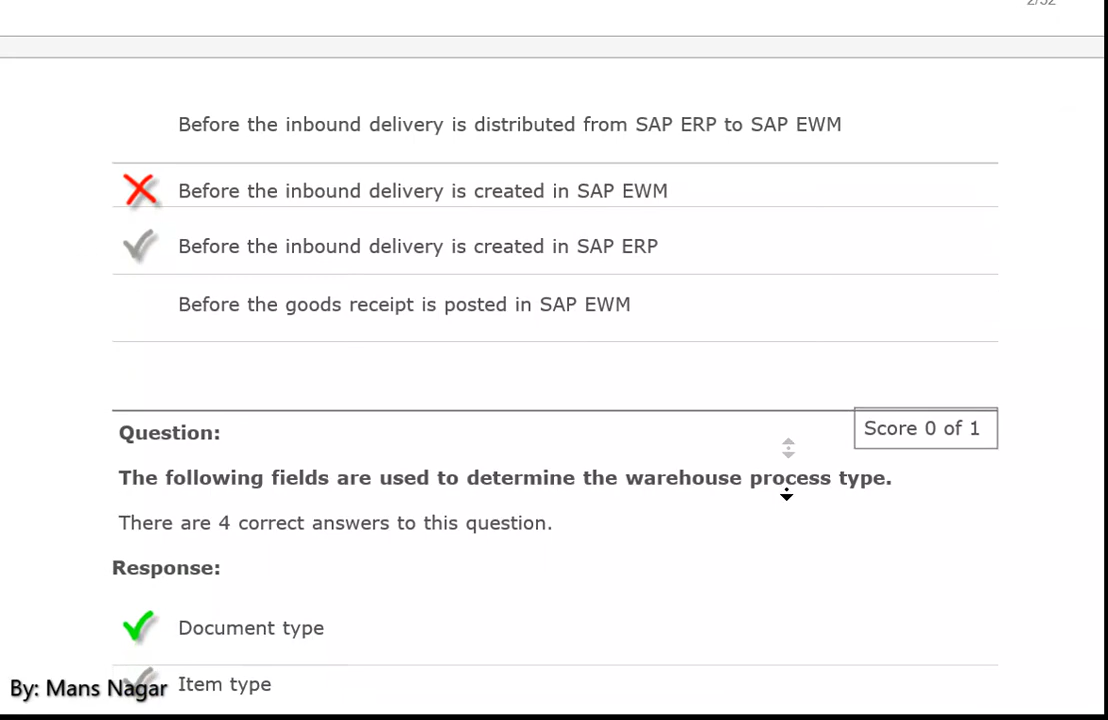 2/52
Before the inbound delivery is distributed from SAP ERP to SAP EWM
Before the inbound delivery is created in SAP EWM
Before the inbound delivery is created in SAP ERP
Before the goods receipt is posted in SAP EWM
Question:
Score 0 of 1
The following fields are used to determine the warehouse process type.
There are 4 correct answers to this question.
Response:
Document type
Item type
By: Mans Nagar